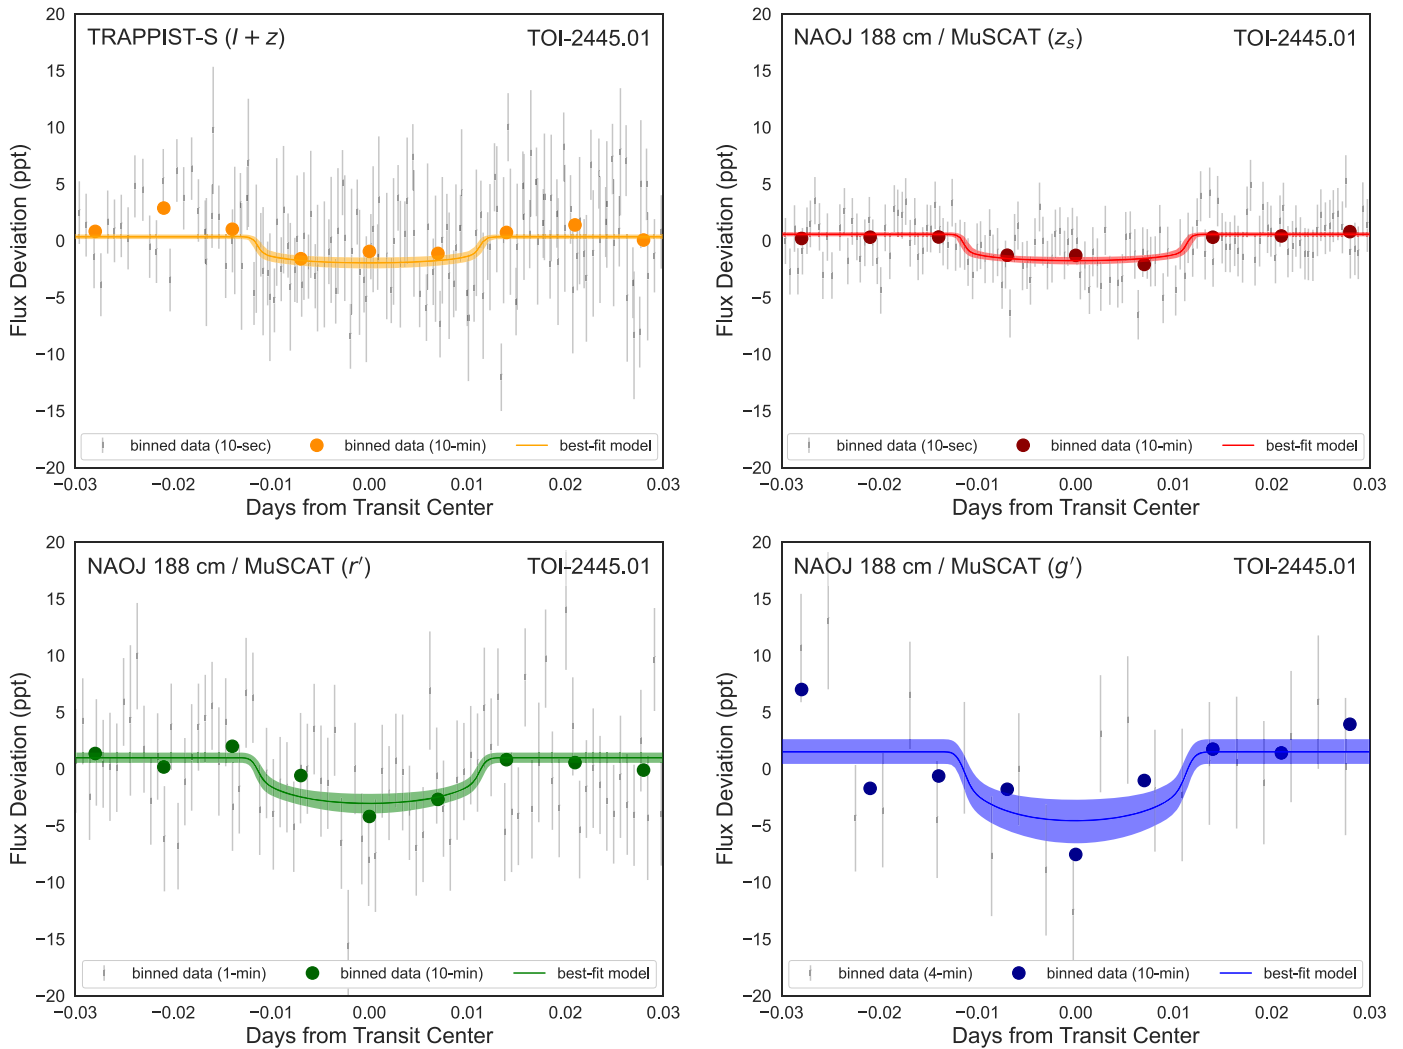 TRAPPIST-S (I + z) TOI-2445.01
20
15
10
5
0
−5
−10
−15
−20
Flux Deviation (ppt)
binned data (10-sec) binned data (10-min) best-fit model
−0.03 −0.02 −0.01 0.00 0.01 0.02 0.03
Days from Transit Center
NAOJ 188 cm / MuSCAT (z_s) TOI-2445.01
20
15
10
5
0
−5
−10
−15
−20
Flux Deviation (ppt)
binned data (10-sec) binned data (10-min) best-fit model
−0.03 −0.02 −0.01 0.00 0.01 0.02 0.03
Days from Transit Center
NAOJ 188 cm / MuSCAT (r′) TOI-2445.01
20
15
10
5
0
−5
−10
−15
−20
Flux Deviation (ppt)
binned data (1-min) binned data (10-min) best-fit model
−0.03 −0.02 −0.01 0.00 0.01 0.02 0.03
Days from Transit Center
NAOJ 188 cm / MuSCAT (g′) TOI-2445.01
20
15
10
5
0
−5
−10
−15
−20
Flux Deviation (ppt)
binned data (4-min) binned data (10-min) best-fit model
−0.03 −0.02 −0.01 0.00 0.01 0.02 0.03
Days from Transit Center